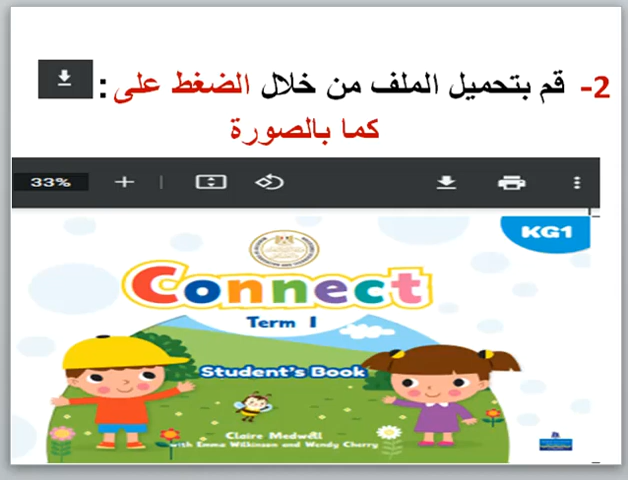 2- قم بتحميل الملف من خلال الضغط على :
كما بالصورة
33%
KG1
Connect
Term 1
Student's Book
Claire Medwell
with Emma Wilkinson and Wendy Cherry